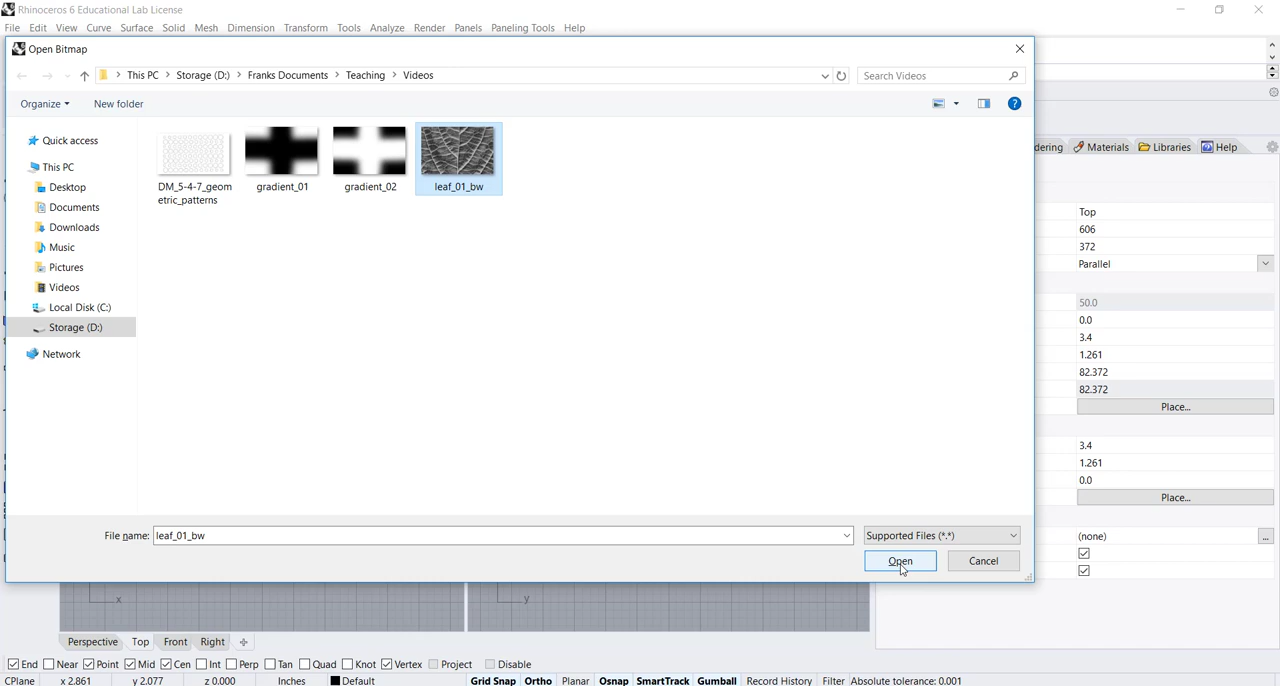 Rhinoceros 6 Educational Lab License
File Edit View Curve Surface Solid Mesh Dimension Transform Tools Analyze Render Panels Paneling Tools Help
Open Bitmap
This PC > Storage (D:) > Franks Documents > Teaching > Videos
Search Videos
Organize New folder
Quick access
This PC
Desktop
Documents
Downloads
Music
Pictures
Videos
Local Disk (C:)
Storage (D:)
Network
DM_5-4-7_geom
etric_patterns
gradient_01
gradient_02
leaf_01_bw
File name: leaf_01_bw
Supported Files (*.*)
Open Cancel
dering Materials Libraries Help
Top
606
372
Parallel
50.0
0.0
3.4
1.261
82.372
82.372
Place...
3.4
1.261
0.0
Place...
(none) ...
x
y
Perspective Top Front Right
End Near Point Mid Cen Int Perp Tan Quad Knot Vertex Project Disable
CPlane x 2.861 y 2.077 z 0.000 Inches Default Grid Snap Ortho Planar Osnap SmartTrack Gumball Record History Filter Absolute tolerance: 0.001